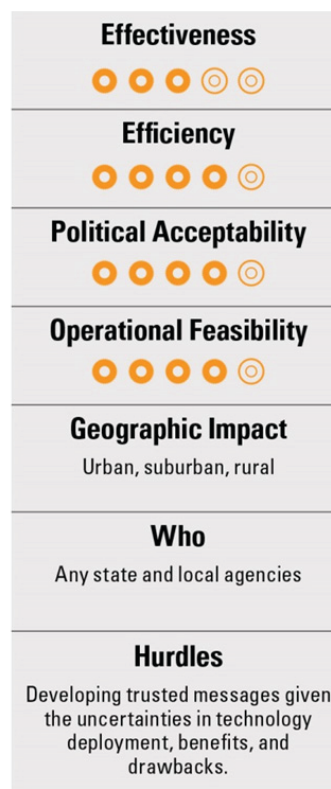 Effectiveness
Efficiency
Political Acceptability
Operational Feasibility
Geographic Impact
Urban, suburban, rural
Who
Any state and local agencies
Hurdles
Developing trusted messages given
the uncertainties in technology
deployment, benefits, and
drawbacks.